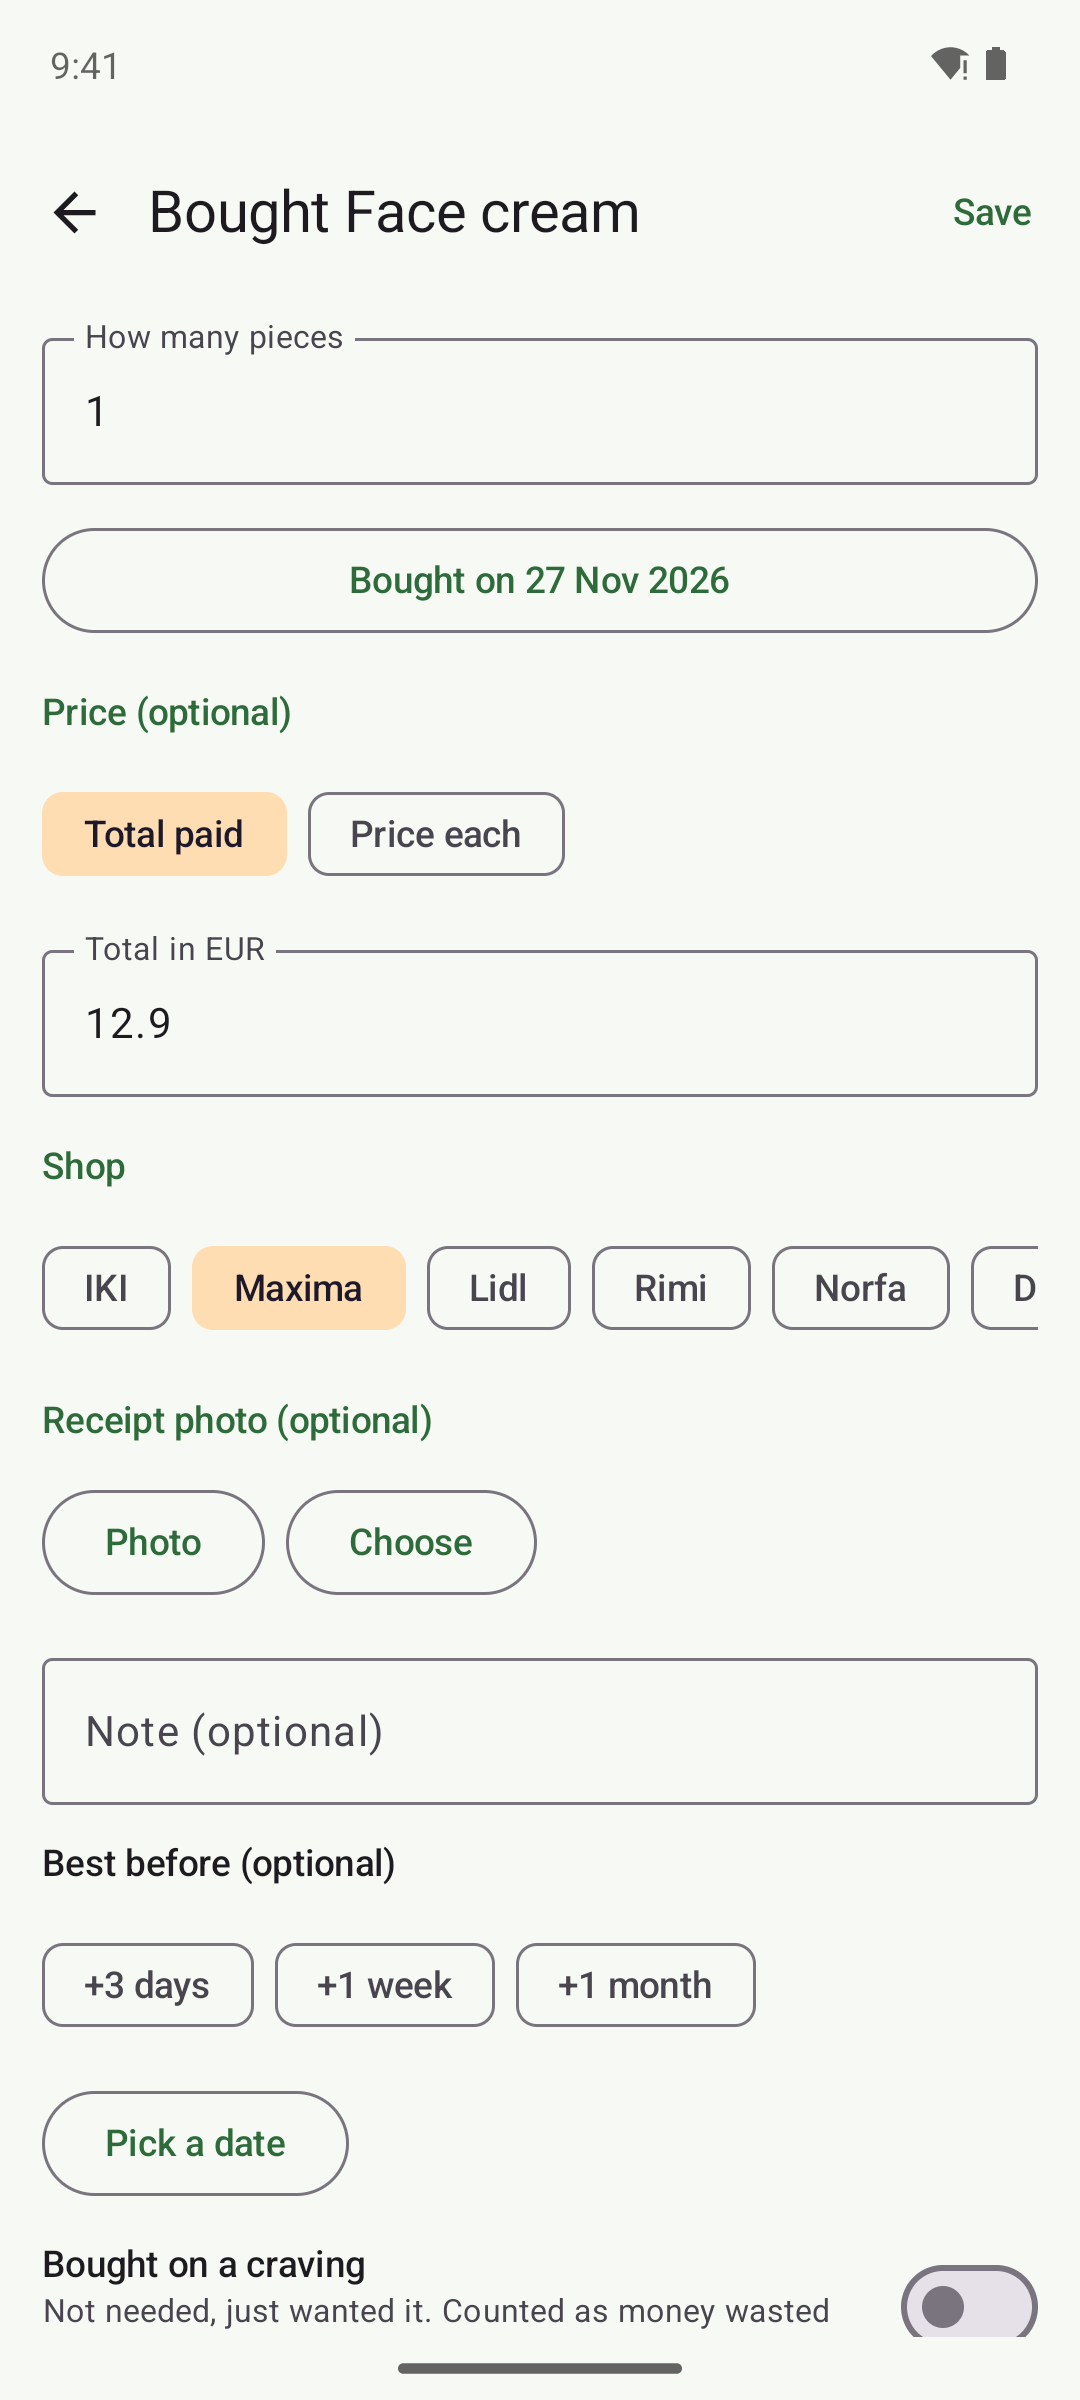 9:41
Bought Face cream
Save
How many pieces
1
Bought on 27 Nov 2026
Price (optional)
Total paid
Price each
Total in EUR
12.9
Shop
IKI
Maxima
Lidl
Rimi
Norfa
D
Receipt photo (optional)
Photo
Choose
Note (optional)
Best before (optional)
+3 days
+1 week
+1 month
Pick a date
Bought on a craving
Not needed, just wanted it. Counted as money wasted